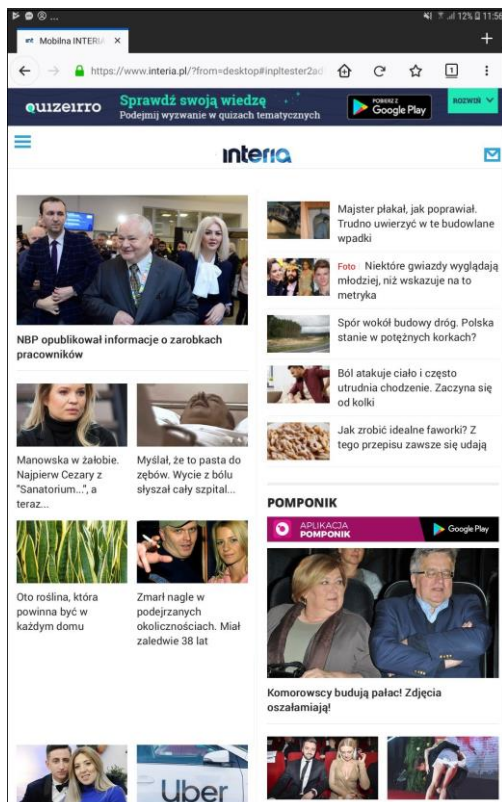 12% 11:56
Mobilna INTERIA
https://www.interia.pl/?from=desktop#inpltester2ad
1
QUIZEIRRO
Sprawdź swoją wiedzę
Podejmij wyzwanie w quizach tematycznych
POBIERZ Z
Google Play
ROZWIŃ
interia
NBP opublikował informacje o zarobkach
pracowników
Manowska w żałobie.
Najpierw Cezary z
"Sanatorium...", a
teraz...
Myślał, że to pasta do
zębów. Wycie z bólu
słyszał cały szpital...
Oto roślina, która
powinna być w
każdym domu
Zmarł nagle w
podejrzanych
okolicznościach. Miał
zaledwie 38 lat
Uber
Majster płakał, jak poprawiał.
Trudno uwierzyć w te budowlane
wpadki
Foto Niektóre gwiazdy wyglądają
młodziej, niż wskazuje na to
metryka
Spór wokół budowy dróg. Polska
stanie w potężnych korkach?
Ból atakuje ciało i często
utrudnia chodzenie. Zaczyna się
od kolki
Jak zrobić idealne faworki? Z
tego przepisu zawsze się udają
POMPONIK
APLIKACJA
POMPONIK
Google Play
Komorowscy budują pałac! Zdjęcia
oszałamiają!